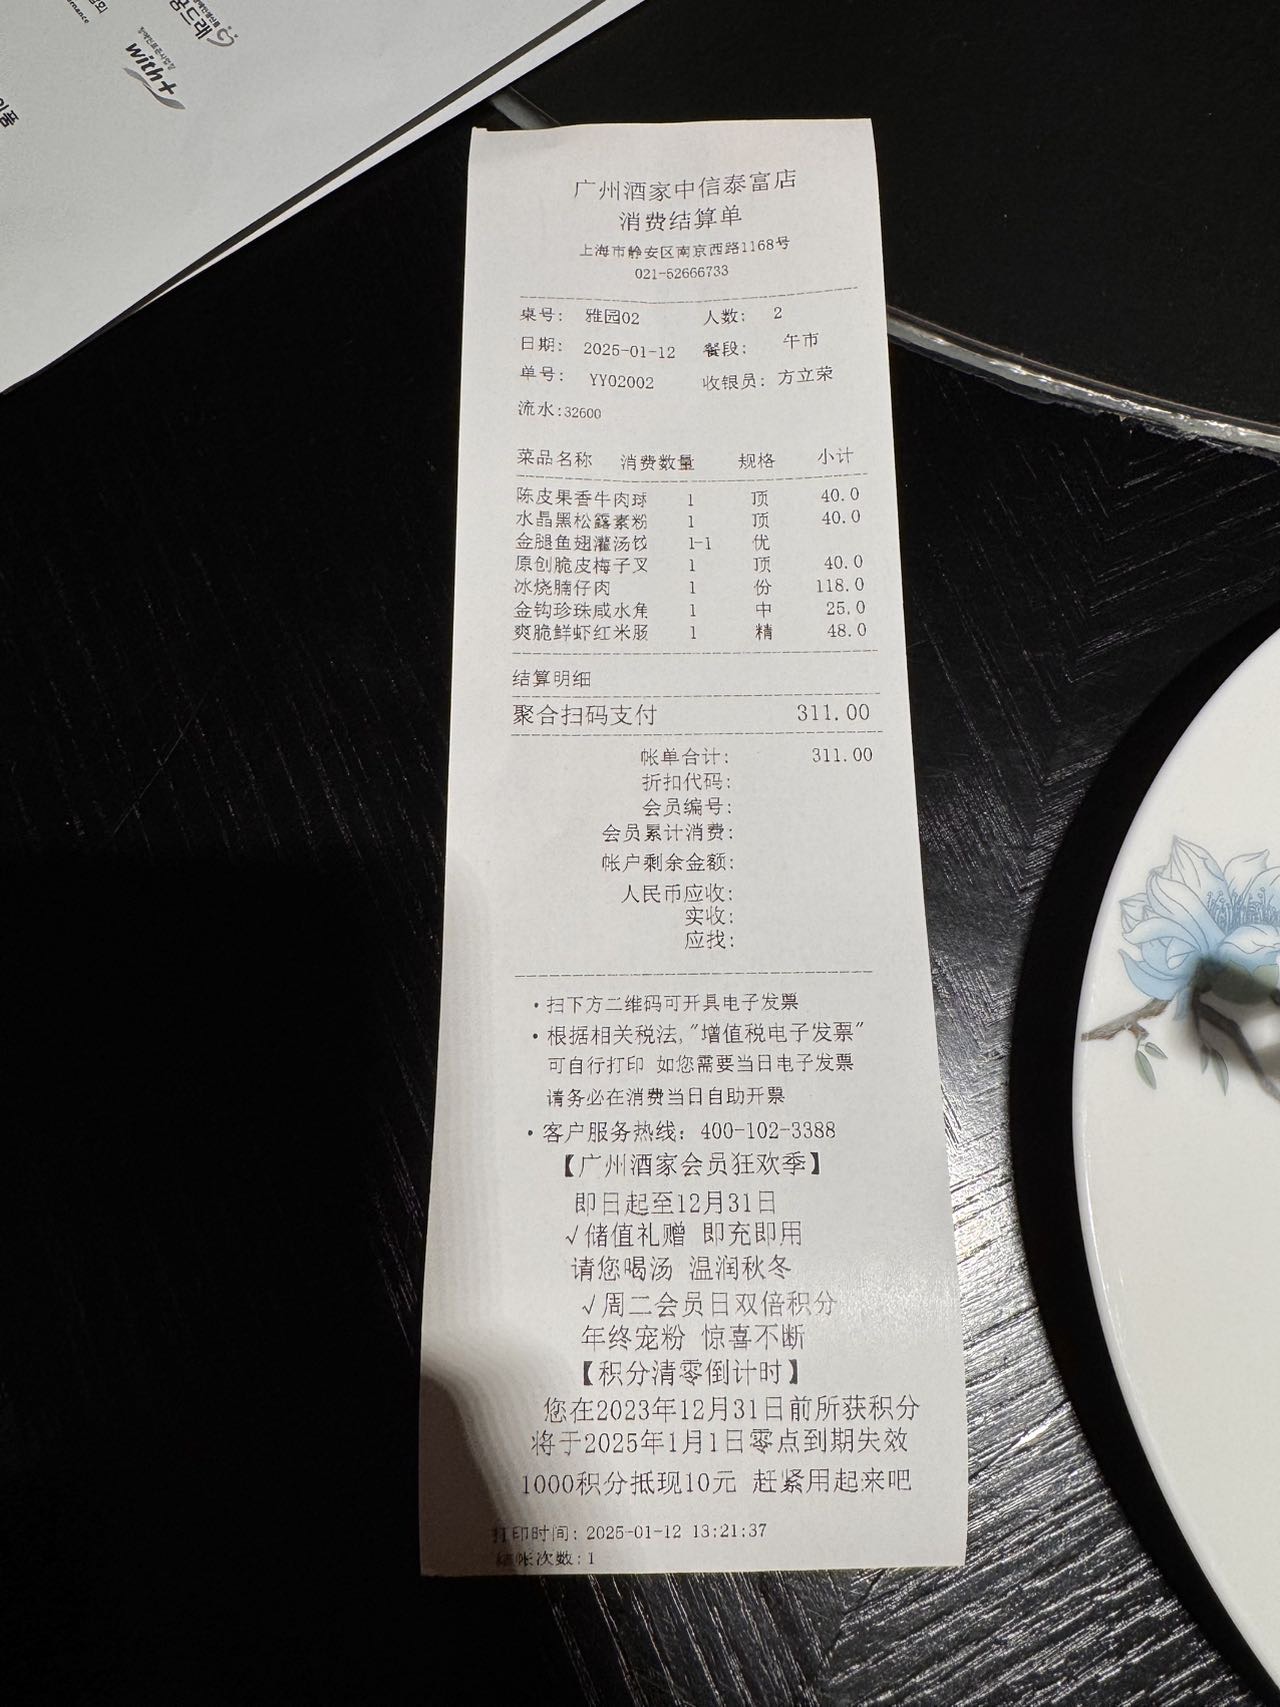 +yhim
广州酒家中信泰富店
消费结算单
上海市静安区南京西路1168号
021-52666733
桌号: 雅园02 人数: 2
日期: 2025-01-12 餐段: 午市
单号: YY02002 收银员: 方立荣
流水:32600
菜品名称 消费数量 规格 小计
陈皮果香牛肉球 1 顶 40.0
水晶黑松露素粉 1 顶 40.0
金腿鱼翅灌汤饺 1-1 优
原创脆皮梅子叉 1 顶 40.0
冰烧腩仔肉 1 份 118.0
金钩珍珠咸水角 1 中 25.0
爽脆鲜虾红米肠 1 精 48.0
结算明细
聚合扫码支付 311.00
帐单合计: 311.00
折扣代码:
会员编号:
会员累计消费:
帐户剩余金额:
人民币应收:
实收:
应找:
·扫下方二维码可开具电子发票
·根据相关税法,"增值税电子发票"
可自行打印 如您需要当日电子发票
请务必在消费当日自助开票
·客户服务热线: 400-102-3388
【广州酒家会员狂欢季】
即日起至12月31日
√储值礼赠 即充即用
请您喝汤 温润秋冬
√周二会员日双倍积分
年终宠粉 惊喜不断
【积分清零倒计时】
您在2023年12月31日前所获积分
将于2025年1月1日零点到期失效
1000积分抵现10元 赶紧用起来吧
打印时间: 2025-01-12 13:21:37
结帐次数:1